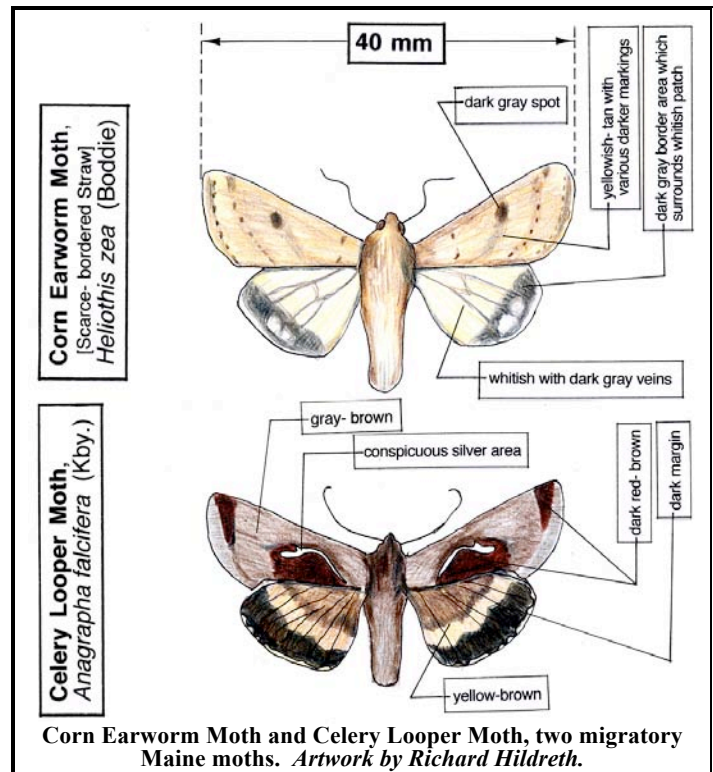 40 mm
dark gray spot
yellowish- tan with
various darker markings
dark gray border area which
surrounds whitish patch
Corn Earworm Moth,
[Scarce- bordered Straw]
Heliothis zea (Boddie)
whitish with dark gray veins
gray- brown
conspicuous silver area
dark red- brown
dark margin
Celery Looper Moth,
Anagrapha falcifera (Kby.)
yellow-brown
Corn Earworm Moth and Celery Looper Moth, two migratory
Maine moths. Artwork by Richard Hildreth.